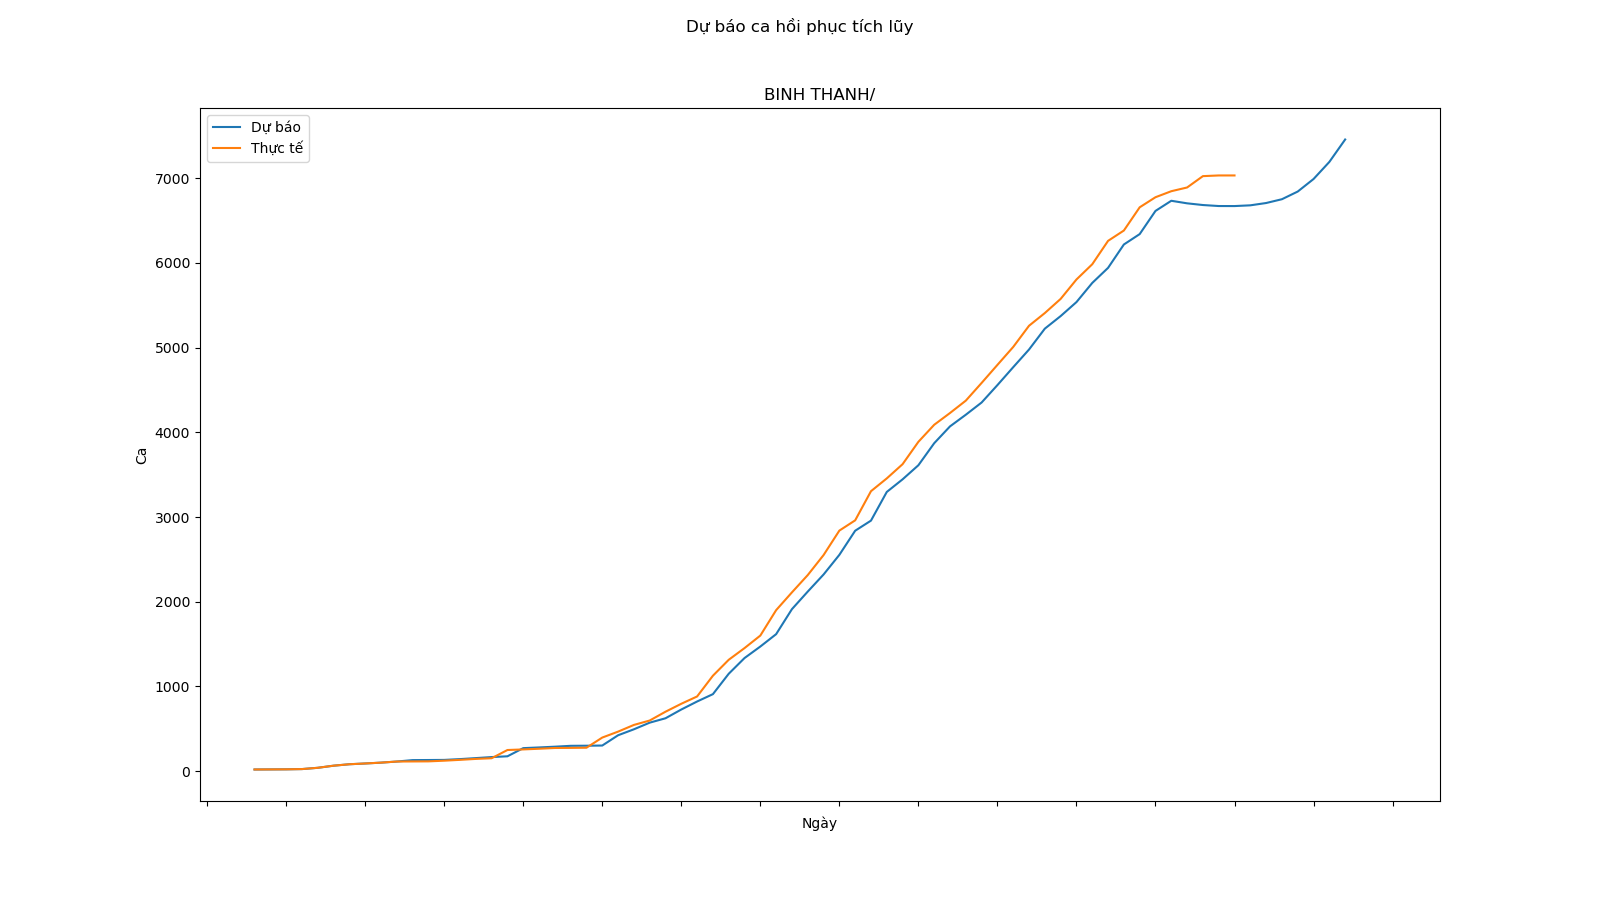 Dự báo ca hồi phục tích lũy
BINH THANH/
Dự báo
Thực tế
7000
6000
5000
4000
3000
2000
1000
0
Ca
Ngày